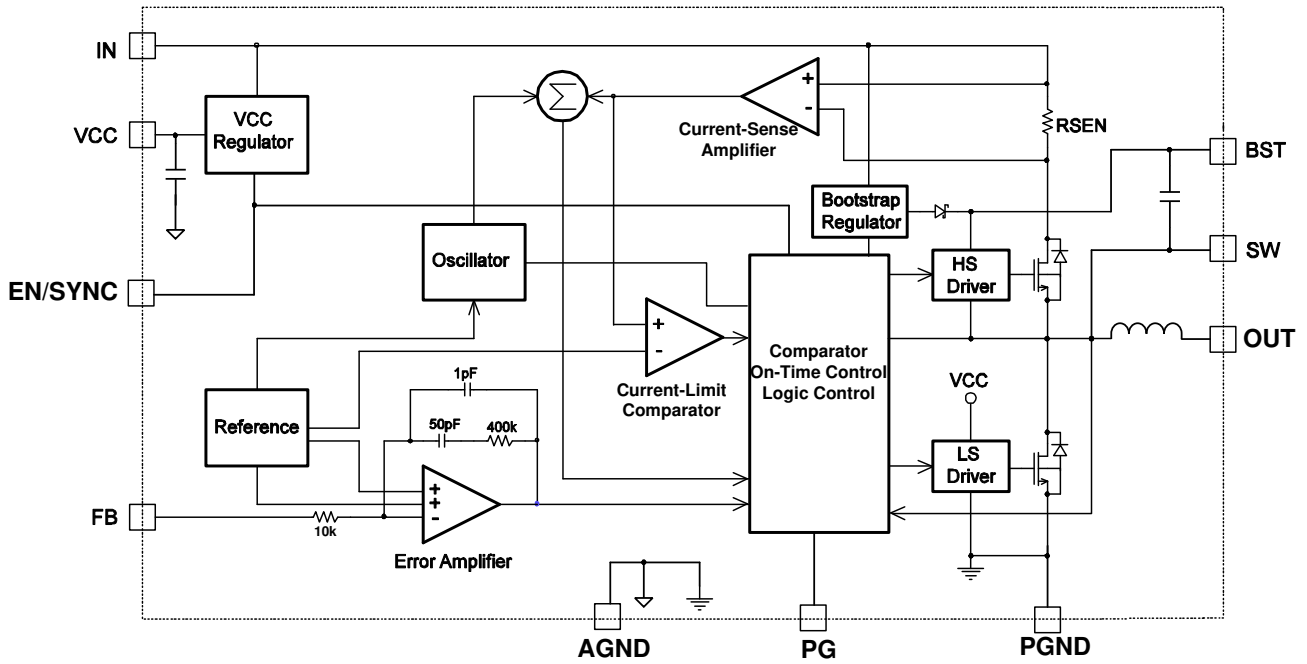 IN
VCC
Regulator
VCC
Σ
+
-
Current-Sense
Amplifier
RSEN
BST
Bootstrap
Regulator
SW
Oscillator
HS
Driver
EN/SYNC
+
-
Current-Limit
Comparator
Comparator
On-Time Control
Logic Control
OUT
VCC
1pF
50pF
400k
Reference
LS
Driver
+
+
-
FB
10k
Error Amplifier
AGND
PG
PGND